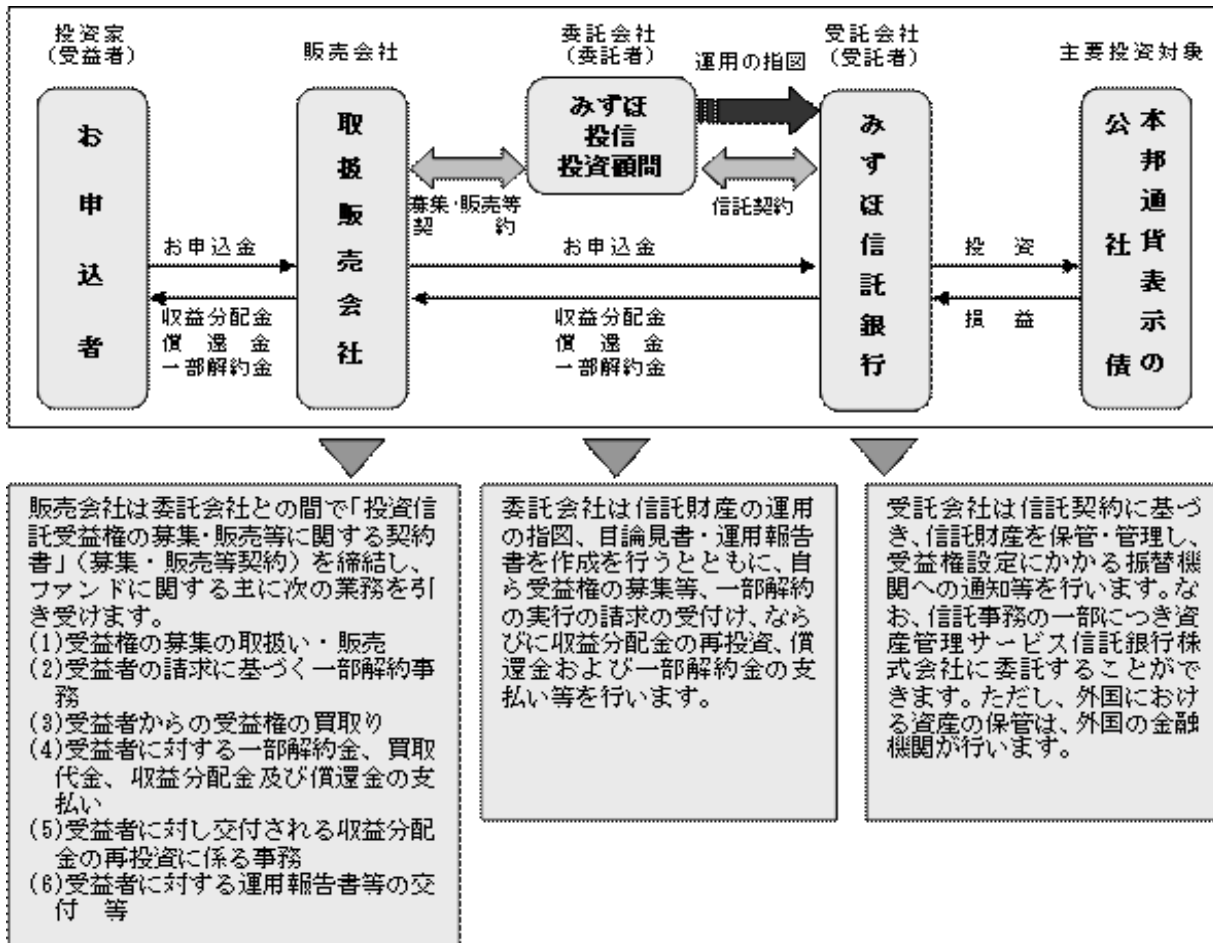 投資家
(受益者)
販売会社
委託会社
(委託者)
運用の指図
受託会社
(受託者)
主要投資対象
お申込者
取扱販売会社
みずほ
投信
投資顧問
みずほ信託銀行
本邦通貨表示の
公社債
募集・販売等
契約
信託契約
お申込金
お申込金
投資
収益分配金
償還金
一部解約金
収益分配金
償還金
一部解約金
損益
販売会社は委託会社との間で「投資信
託受益権の募集・販売等に関する契約
書」(募集・販売等契約)を締結し、
ファンドに関する主に次の業務を引
き受けます。
(1)受益権の募集の取扱い・販売
(2)受益者の請求に基づく一部解約事
務
(3)受益者からの受益権の買取り
(4)受益者に対する一部解約金、買取
代金、収益分配金及び償還金の支
払い
(5)受益者に対し交付される収益分配
金の再投資に係る事務
(6)受益者に対する運用報告書等の交
付 等
委託会社は信託財産の運用
の指図、目論見書・運用報告
書を作成を行うとともに、自
ら受益権の募集等、一部解約
の実行の請求の受付け、なら
びに収益分配金の再投資、償
還金および一部解約金の支
払い等を行います。
受託会社は信託契約に基づ
き、信託財産を保管・管理し、
受益権設定にかかる振替機
関への通知等を行います。な
お、信託事務の一部につき資
産管理サービス信託銀行株
式会社に委託することがで
きます。ただし、外国におけ
る資産の保管は、外国の金融
機関が行います。